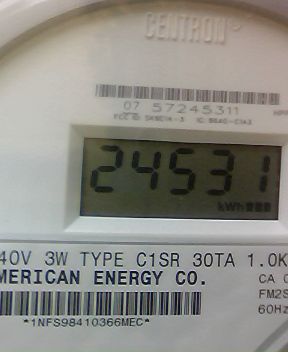 CENTRON
07 57245311
24531
kWh
40V 3W TYPE C1SR 30TA 1.0K
MERICAN ENERGY CO.
CA
FM2S
60Hz
*1NFS98410366MEC*